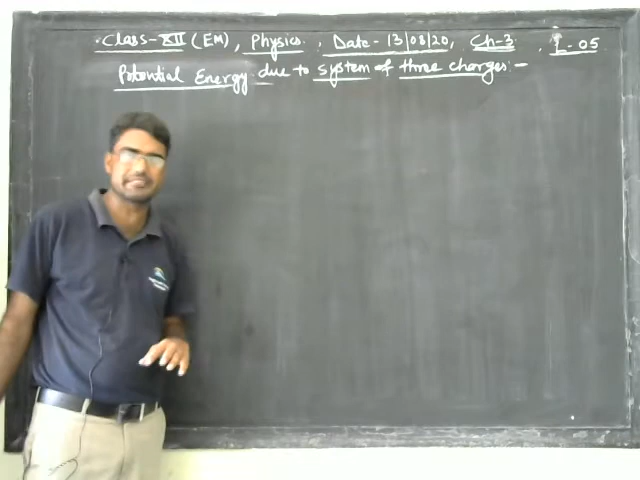 Class-XII (EM), Physics, Date - 13/08/20, Ch-3, L-05
Potential Energy due to system of three charges:-